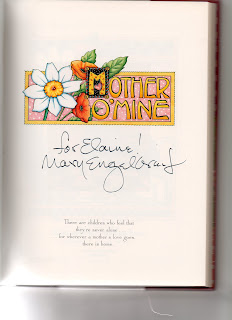 MOTHER
O'MINE
for Elaine!
Mary Engelbreit
There are children who feel that
they're never alone
for wherever a mother's love goes
there is home.